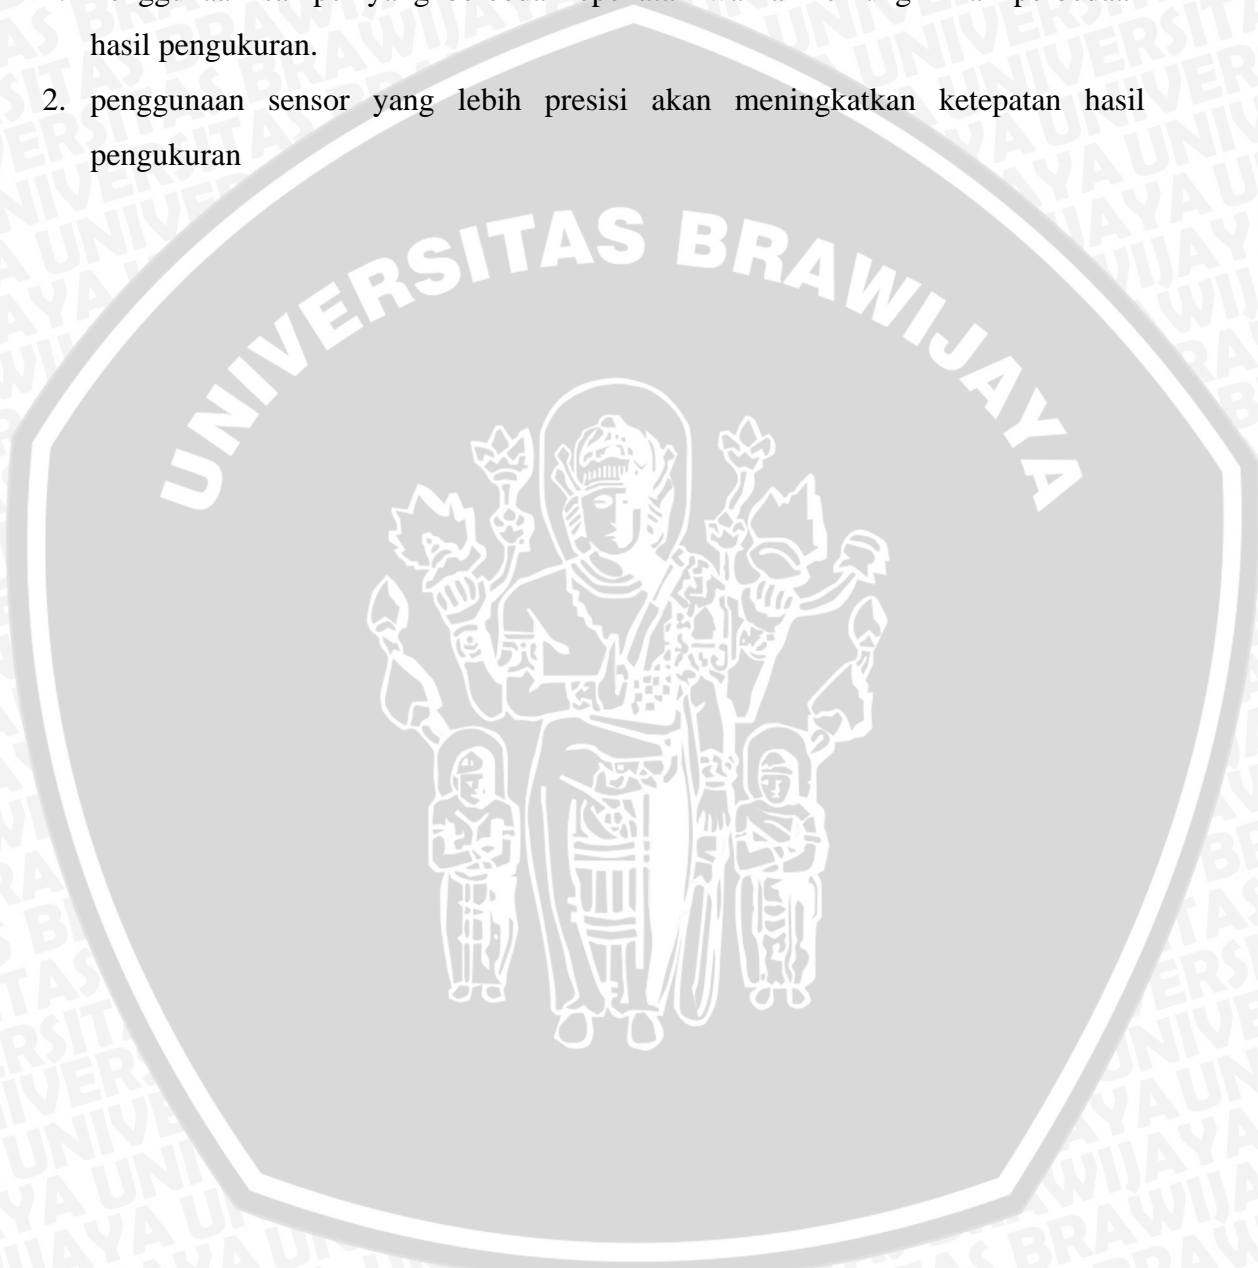 hasil pengukuran.
2. penggunaan sensor yang lebih presisi akan meningkatkan ketepatan hasil
pengukuran
UNIVERSITAS BRAWIJAYA